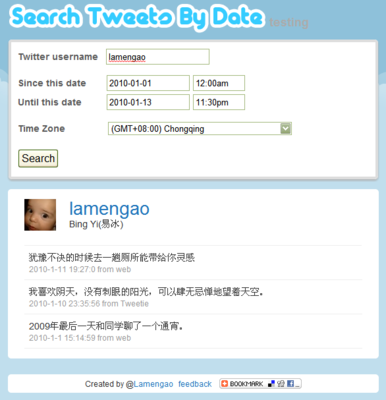 Search Tweets By Date testing
Twitter username lamengao
Since this date 2010-01-01 12:00am
Until this date 2010-01-13 11:30pm
Time Zone (GMT+08:00) Chongqing
Search
lamengao
Bing Yi(易冰)
犹豫不决的时候去一趟厕所能带给你灵感
2010-1-11 19:27:0 from web
我喜欢阴天，没有刺眼的阳光，可以肆无忌惮地望着天空。
2010-1-10 23:35:56 from Tweetie
2009年最后一天和同学聊了一个通宵。
2010-1-1 15:14:59 from web
Created by @Lamengao feedback BOOKMARK